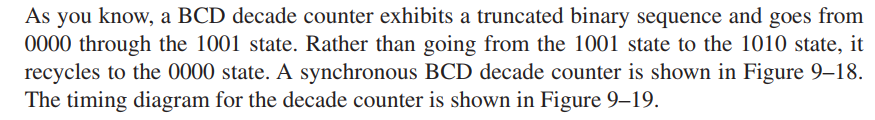 As you know, a BCD decade counter exhibits a truncated binary sequence and goes from
0000 through the 1001 state. Rather than going from the 1001 state to the 1010 state, it
recycles to the 0000 state. A synchronous BCD decade counter is shown in Figure 9–18.
The timing diagram for the decade counter is shown in Figure 9–19.